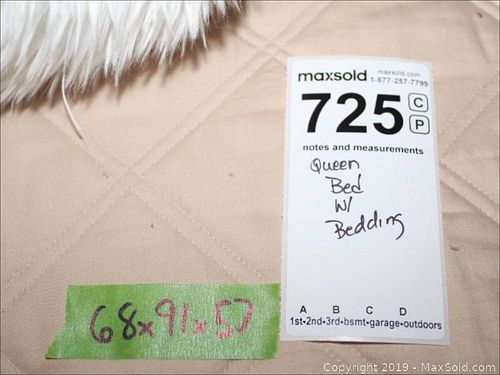 maxsold maxsold.com
1-877-257-7799
725 C
P
notes and measurements
Queen
Bed
W/
Bedding
68x91x57
A B C D
1st-2nd-3rd-bsmt-garage-outdoors
Copyright 2019 - MaxSold.com